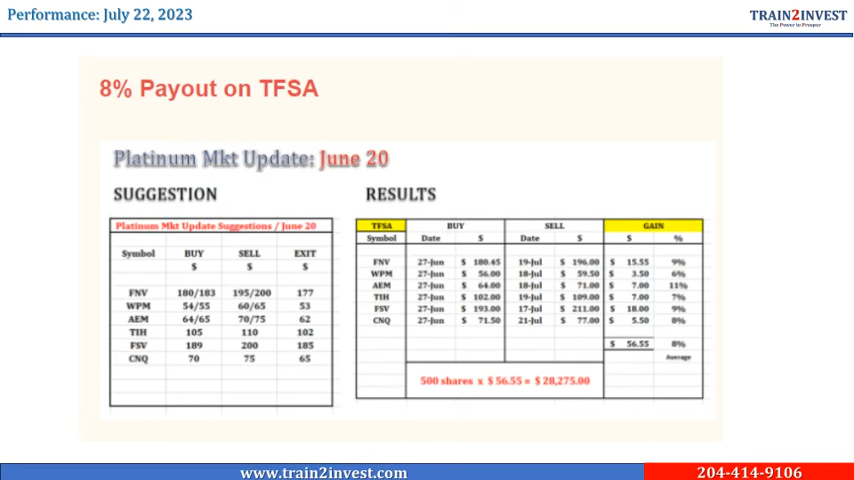 Performance: July 22, 2023
TRAIN2INVEST
The Power to Prosper
8% Payout on TFSA
Platinum Mkt Update: June 20
SUGGESTION
RESULTS
Platinum Mkt Update Suggestions / June 20
Symbol BUY SELL EXIT
$ $ $
FNV 180/183 195/200 177
WPM 54/55 60/65 53
AEM 64/65 70/75 62
TIH 105 110 102
FSV 189 200 185
CNQ 70 75 65
TFSA BUY SELL GAIN
Symbol Date $ Date $ $ %
FNV 27-Jun $ 180.45 19-Jul $ 196.00 $ 15.55 9%
WPM 27-Jun $ 56.00 18-Jul $ 59.50 $ 3.50 6%
AEM 27-Jun $ 64.00 18-Jul $ 71.00 $ 7.00 11%
TIH 27-Jun $ 102.00 19-Jul $ 109.00 $ 7.00 7%
FSV 27-Jun $ 193.00 17-Jul $ 211.00 $ 18.00 9%
CNQ 27-Jun $ 71.50 21-Jul $ 77.00 $ 5.50 8%
$ 56.55 8%
Average
500 shares x $ 56.55 = $ 28,275.00
www.train2invest.com
204-414-9106